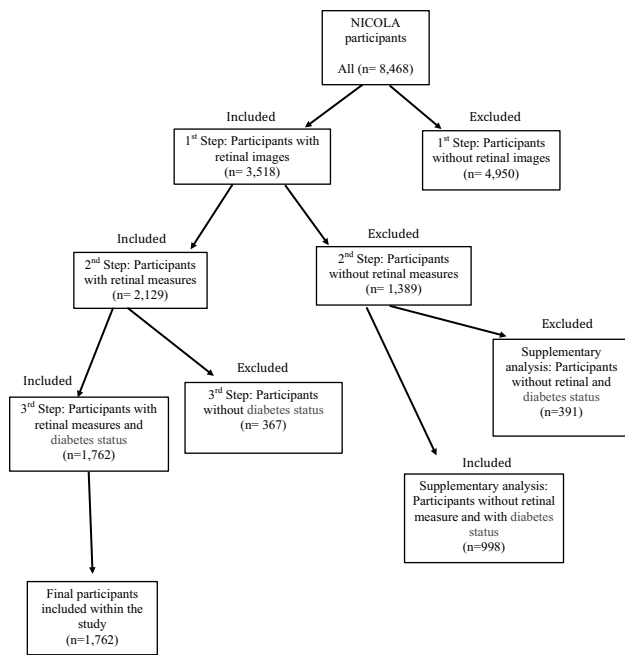 NICOLA
participants
All (n= 8,468)
Included
Excluded
1st Step: Participants with
retinal images
(n= 3,518)
1st Step: Participants
without retinal images
(n= 4,950)
Included
Excluded
2nd Step: Participants
with retinal measures
(n= 2,129)
2nd Step: Participants
without retinal measures
(n= 1,389)
Included
Excluded
Excluded
3rd Step: Participants with
retinal measures and
diabetes status
(n=1,762)
3rd Step: Participants
without diabetes status
(n= 367)
Supplementary
analysis: Participants
without retinal and
diabetes status
(n=391)
Included
Supplementary analysis:
Participants without retinal
measure and with diabetes
status
(n=998)
Final participants
included within the
study
(n=1,762)